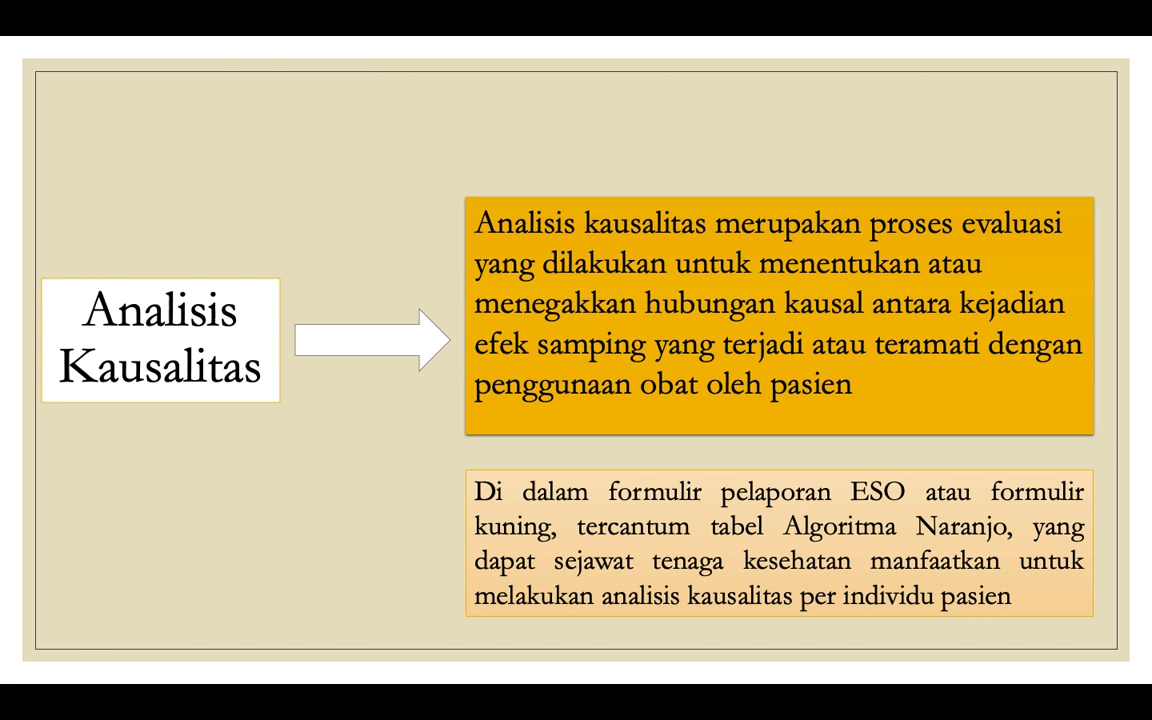 Analisis
Kausalitas
Analisis kausalitas merupakan proses evaluasi
yang dilakukan untuk menentukan atau
menegakkan hubungan kausal antara kejadian
efek samping yang terjadi atau teramati dengan
penggunaan obat oleh pasien
Di dalam formulir pelaporan ESO atau formulir
kuning, tercantum tabel Algoritma Naranjo, yang
dapat sejawat tenaga kesehatan manfaatkan untuk
melakukan analisis kausalitas per individu pasien